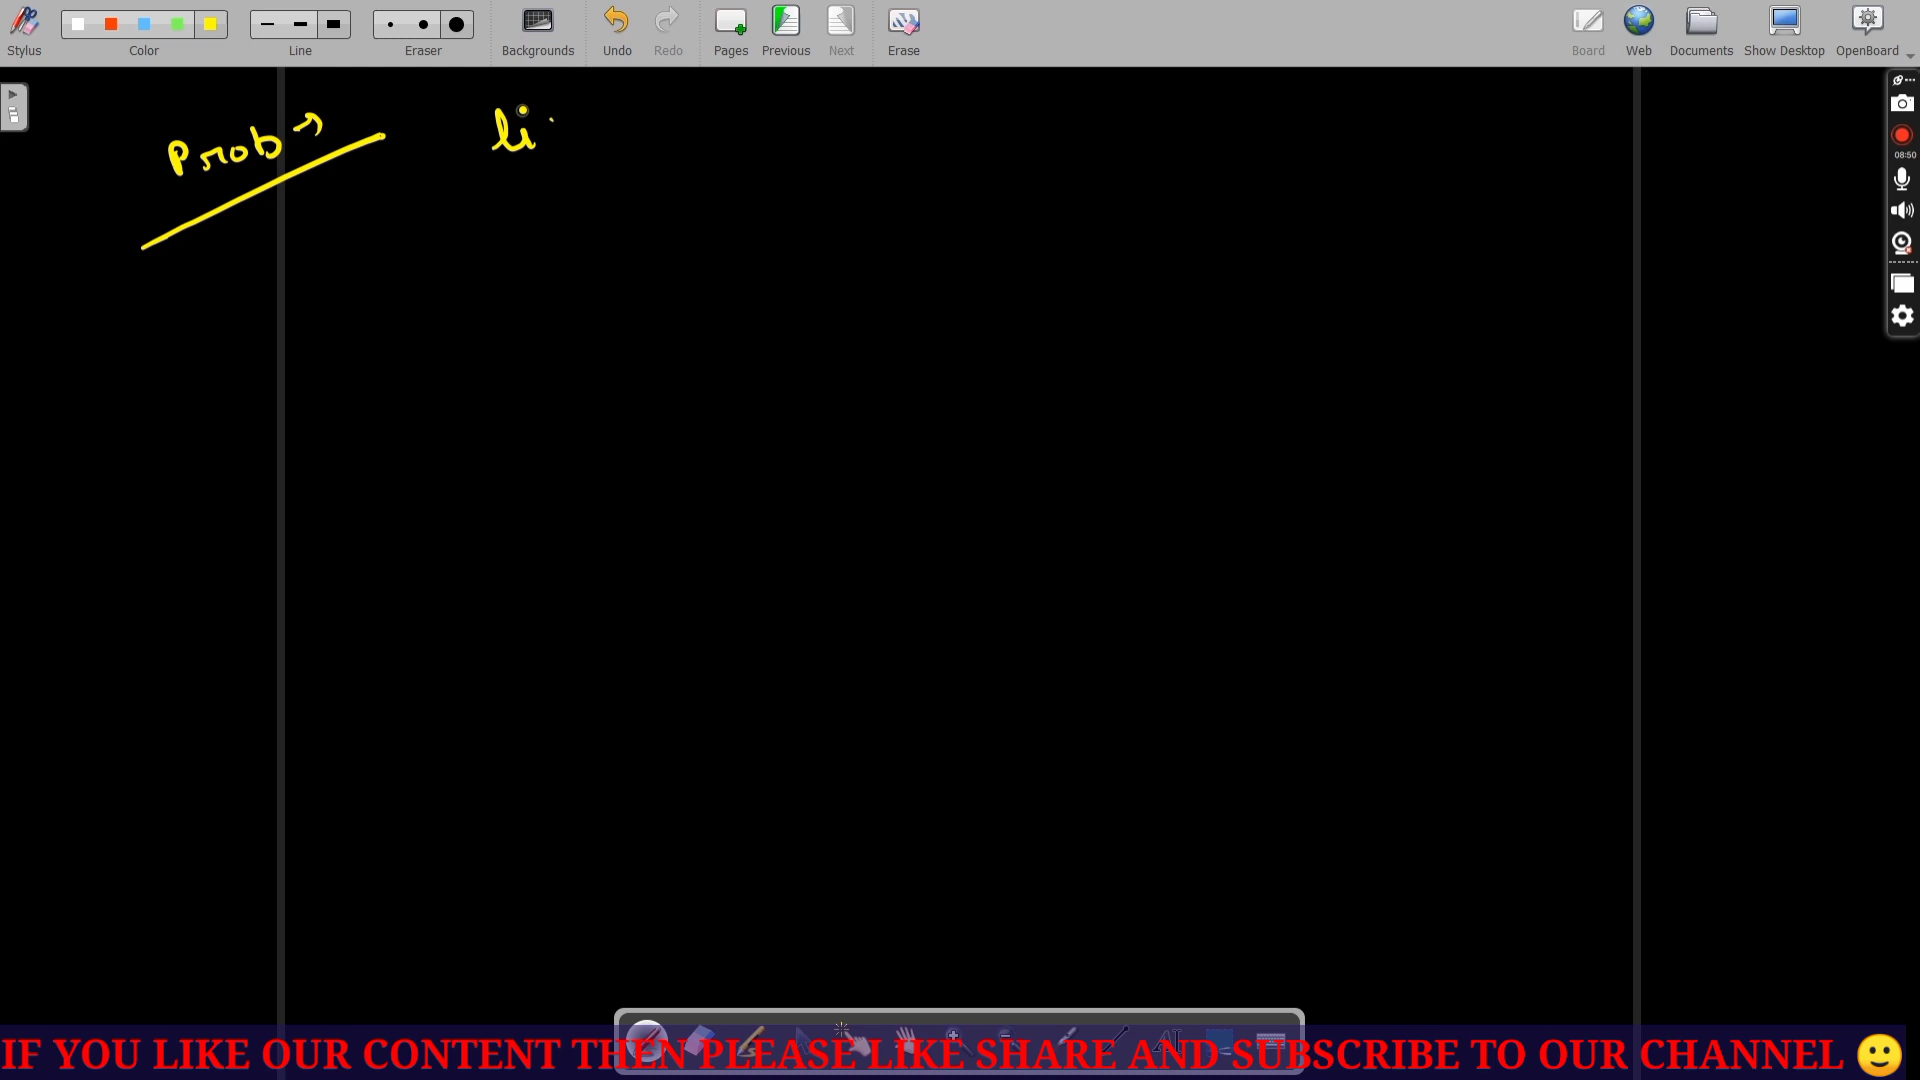 Stylus Color Line Eraser Backgrounds Undo Redo Pages Previous Next Erase Board Web Documents Show Desktop OpenBoard
Prob → li
08:50
IF YOU LIKE OUR CONTENT THEN PLEASE LIKE SHARE AND SUBSCRIBE TO OUR CHANNEL 🙂